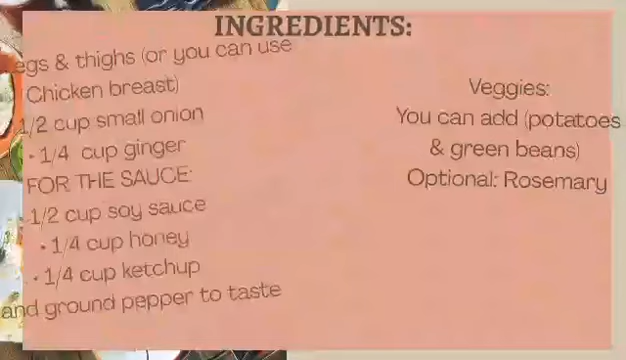 INGREDIENTS:
egs & thighs (or you can use
Chicken breast)
1/2 cup small onion
• 1/4 cup ginger
FOR THE SAUCE:
1/2 cup soy sauce
• 1/4 cup honey
• 1/4 cup ketchup
and ground pepper to taste
Veggies:
You can add (potatoes
& green beans)
Optional: Rosemary